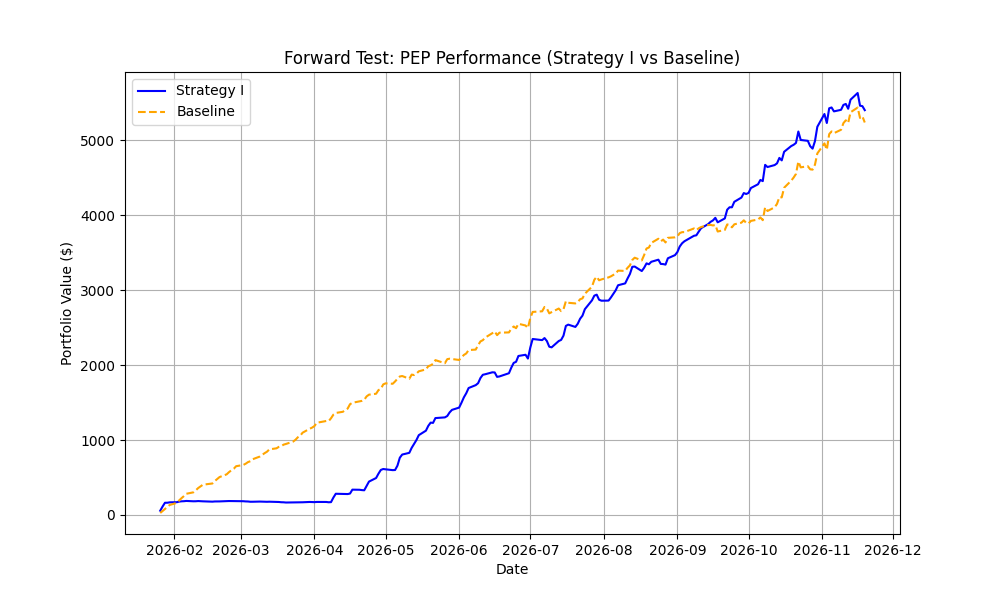 Forward Test: PEP Performance (Strategy I vs Baseline)
Strategy I
Baseline
Portfolio Value ($)
5000
4000
3000
2000
1000
0
2026-02 2026-03 2026-04 2026-05 2026-06 2026-07 2026-08 2026-09 2026-10 2026-11 2026-12
Date